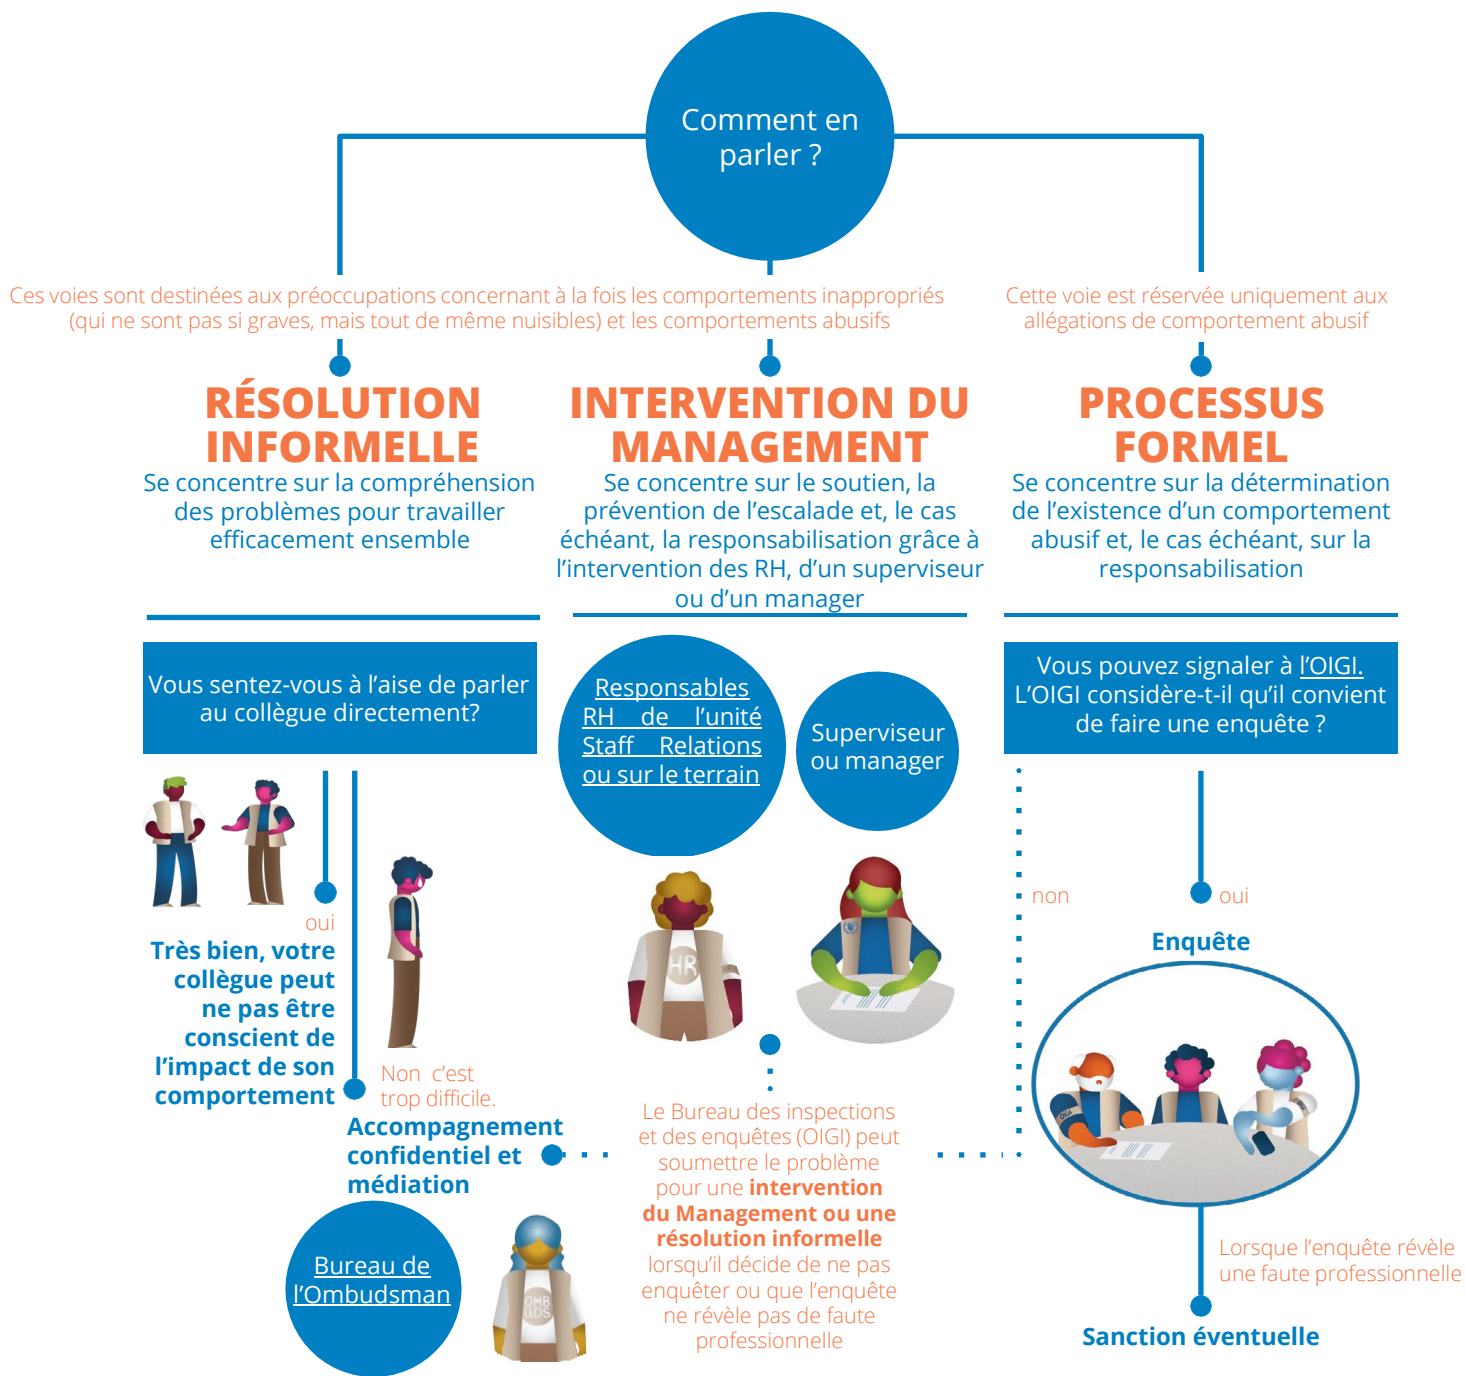 Comment en
parler ?
Ces voies sont destinées aux préoccupations concernant à la fois les comportements inappropriés
(qui ne sont pas si graves, mais tout de même nuisibles) et les comportements abusifs
Cette voie est réservée uniquement aux
allégations de comportement abusif
RÉSOLUTION
INFORMELLE
Se concentre sur la compréhension
des problèmes pour travailler
efficacement ensemble
INTERVENTION DU
MANAGEMENT
Se concentre sur le soutien, la
prévention de l'escalade et, le cas
échéant, la responsabilisation grâce à
l'intervention des RH, d'un superviseur
ou d'un manager
PROCESSUS
FORMEL
Se concentre sur la détermination
de l'existence d'un comportement
abusif et, le cas échéant, sur la
responsabilisation
Vous sentez-vous à l'aise de parler
au collègue directement?
Responsables
RH de l'unité
Staff Relations
ou sur le terrain
Superviseur
ou manager
Vous pouvez signaler à l'OIGI.
L'OIGI considère-t-il qu'il convient
de faire une enquête ?
oui
Très bien, votre
collègue peut
ne pas être
conscient de
l'impact de son
comportement
Non c'est
trop difficile.
Accompagnement
confidentiel et
médiation
Bureau de
l'Ombudsman
OMB
UDS
HR
Le Bureau des inspections
et des enquêtes (OIGI) peut
soumettre le problème
pour une intervention
du Management ou une
résolution informelle
lorsqu'il décide de ne pas
enquêter ou que l'enquête
ne révèle pas de faute
professionnelle
non
oui
Enquête
OIGI
OIGI
Lorsque l'enquête révèle
une faute professionnelle
Sanction éventuelle